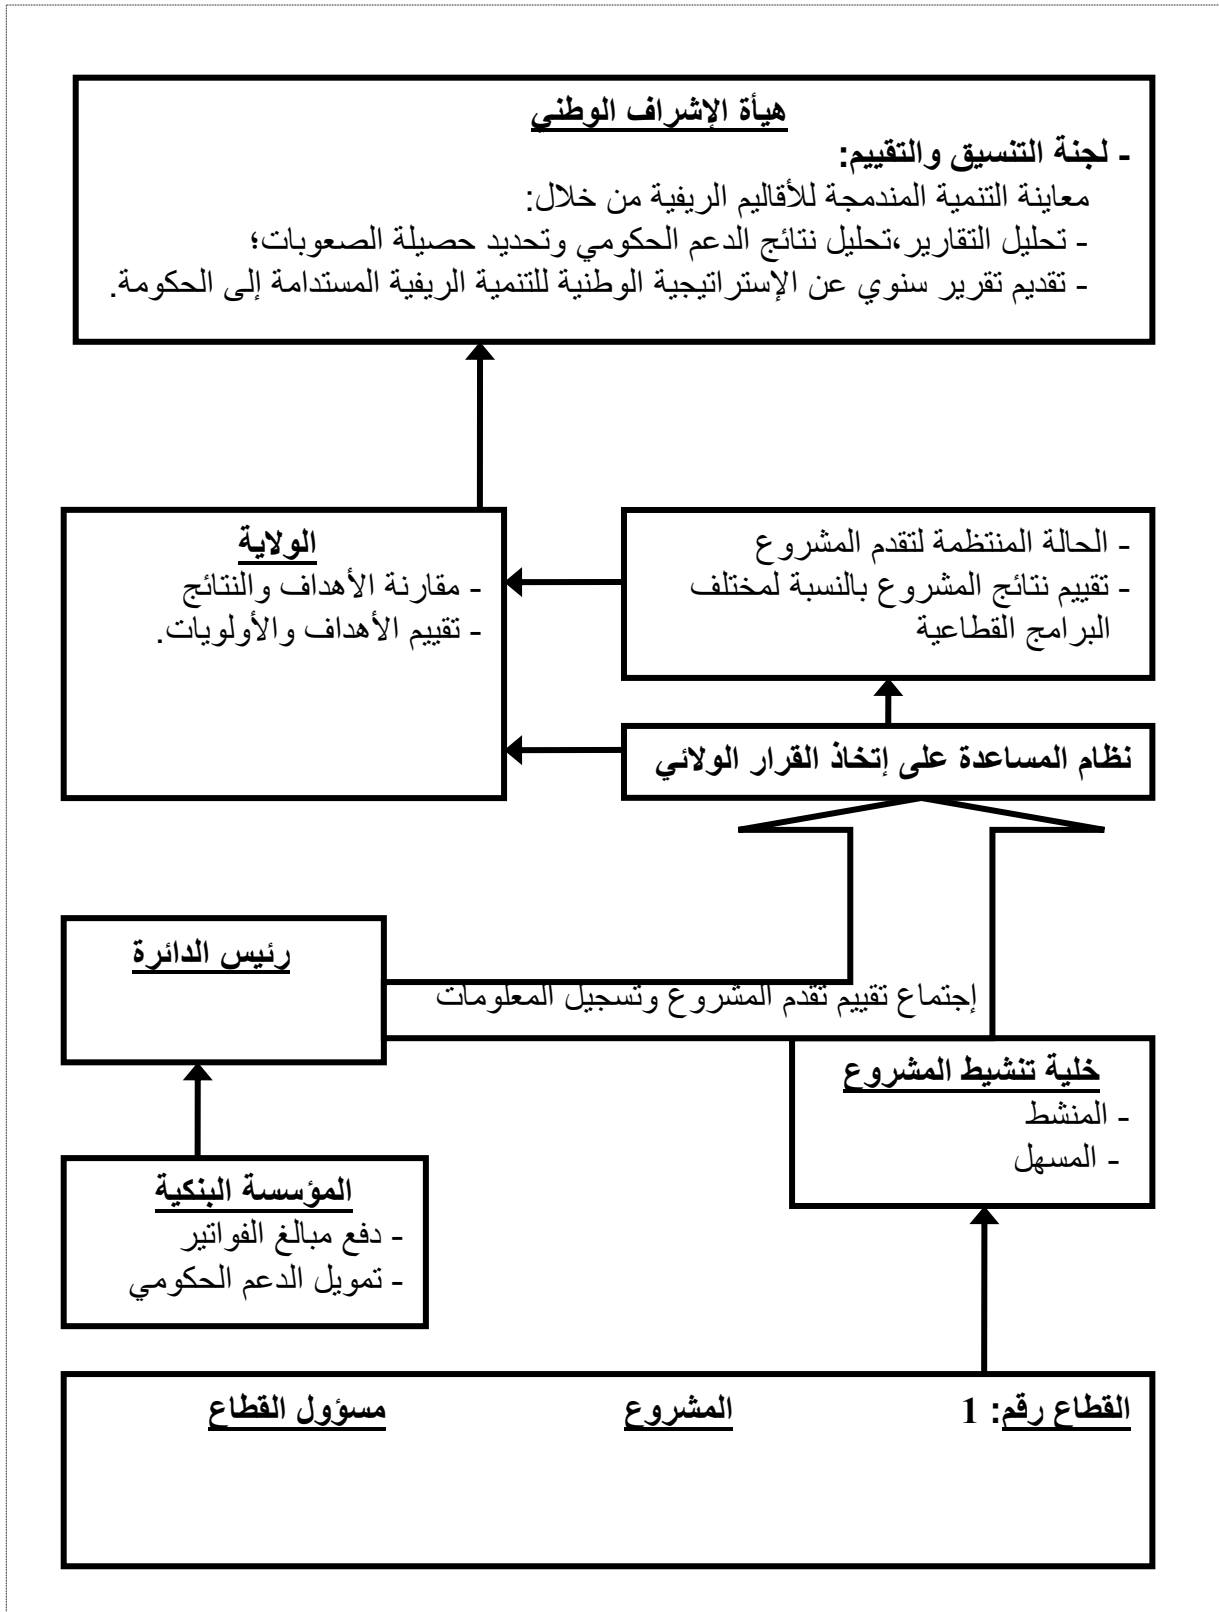 هيأة الإشراف الوطني
- لجنة التنسيق والتقييم:
معاينة التنمية المندمجة للأقاليم الريفية من خلال:
- تحليل التقارير،تحليل نتائج الدعم الحكومي وتحديد حصيلة الصعوبات؛
- تقديم تقرير سنوي عن الإستراتيجية الوطنية للتنمية الريفية المستدامة إلى الحكومة.
- الحالة المنتظمة لتقدم المشروع
- تقييم نتائج المشروع بالنسبة لمختلف
البرامج القطاعية
الولاية
- مقارنة الأهداف والنتائج
- تقييم الأهداف والأولويات.
نظام المساعدة على إتخاذ القرار الولائي
رئيس الدائرة
إجتماع تقييم تقدم المشروع وتسجيل المعلومات
خلية تنشيط المشروع
- المنشط
- المسهل
المؤسسة البنكية
- دفع مبالغ الفواتير
- تمويل الدعم الحكومي
القطاع رقم: 1 المشروع مسؤول القطاع